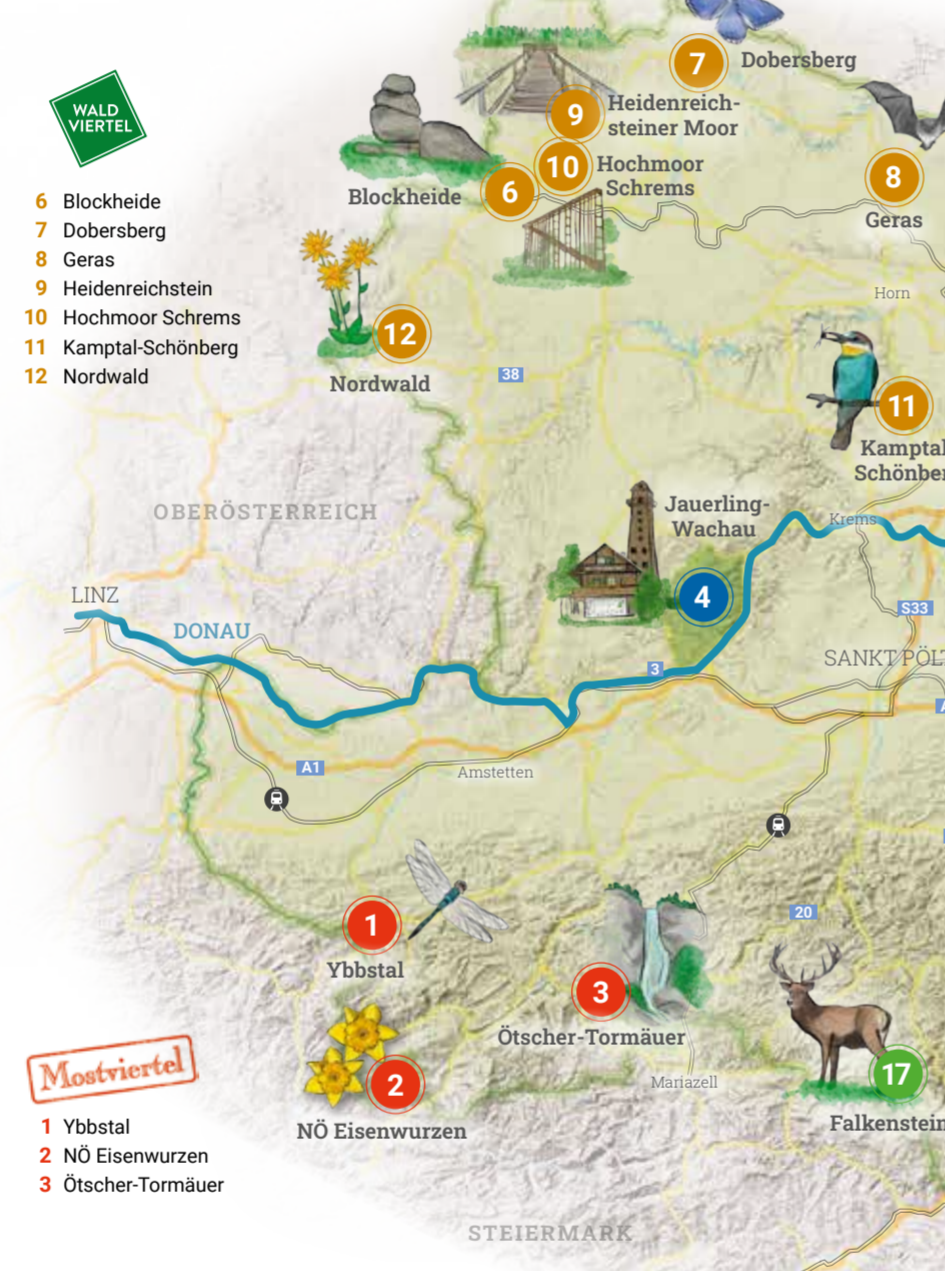 7
Dobersberg
WALD
VIERTEL
9
Heidenreich-
steiner Moor
10
Hochmoor
Schrems
6
Blockheide
8
Geras
6 Blockheide
7 Dobersberg
8 Geras
9 Heidenreichstein
10 Hochmoor Schrems
11 Kamptal-Schönberg
12 Nordwald
Horn
12
Nordwald
38
11
Kamptal
Schönber
Jauerling-
Wachau
OBERÖSTERREICH
Krems
4
LINZ
S33
DONAU
SANKT PÖLT
3
A1
Amstetten
1
Ybbstal
20
3
Ötscher-Tormäuer
17
Falkenstein
Mariazell
2
NÖ Eisenwurzen
Mostviertel
1 Ybbstal
2 NÖ Eisenwurzen
3 Ötscher-Tormäuer
STEIERMARK